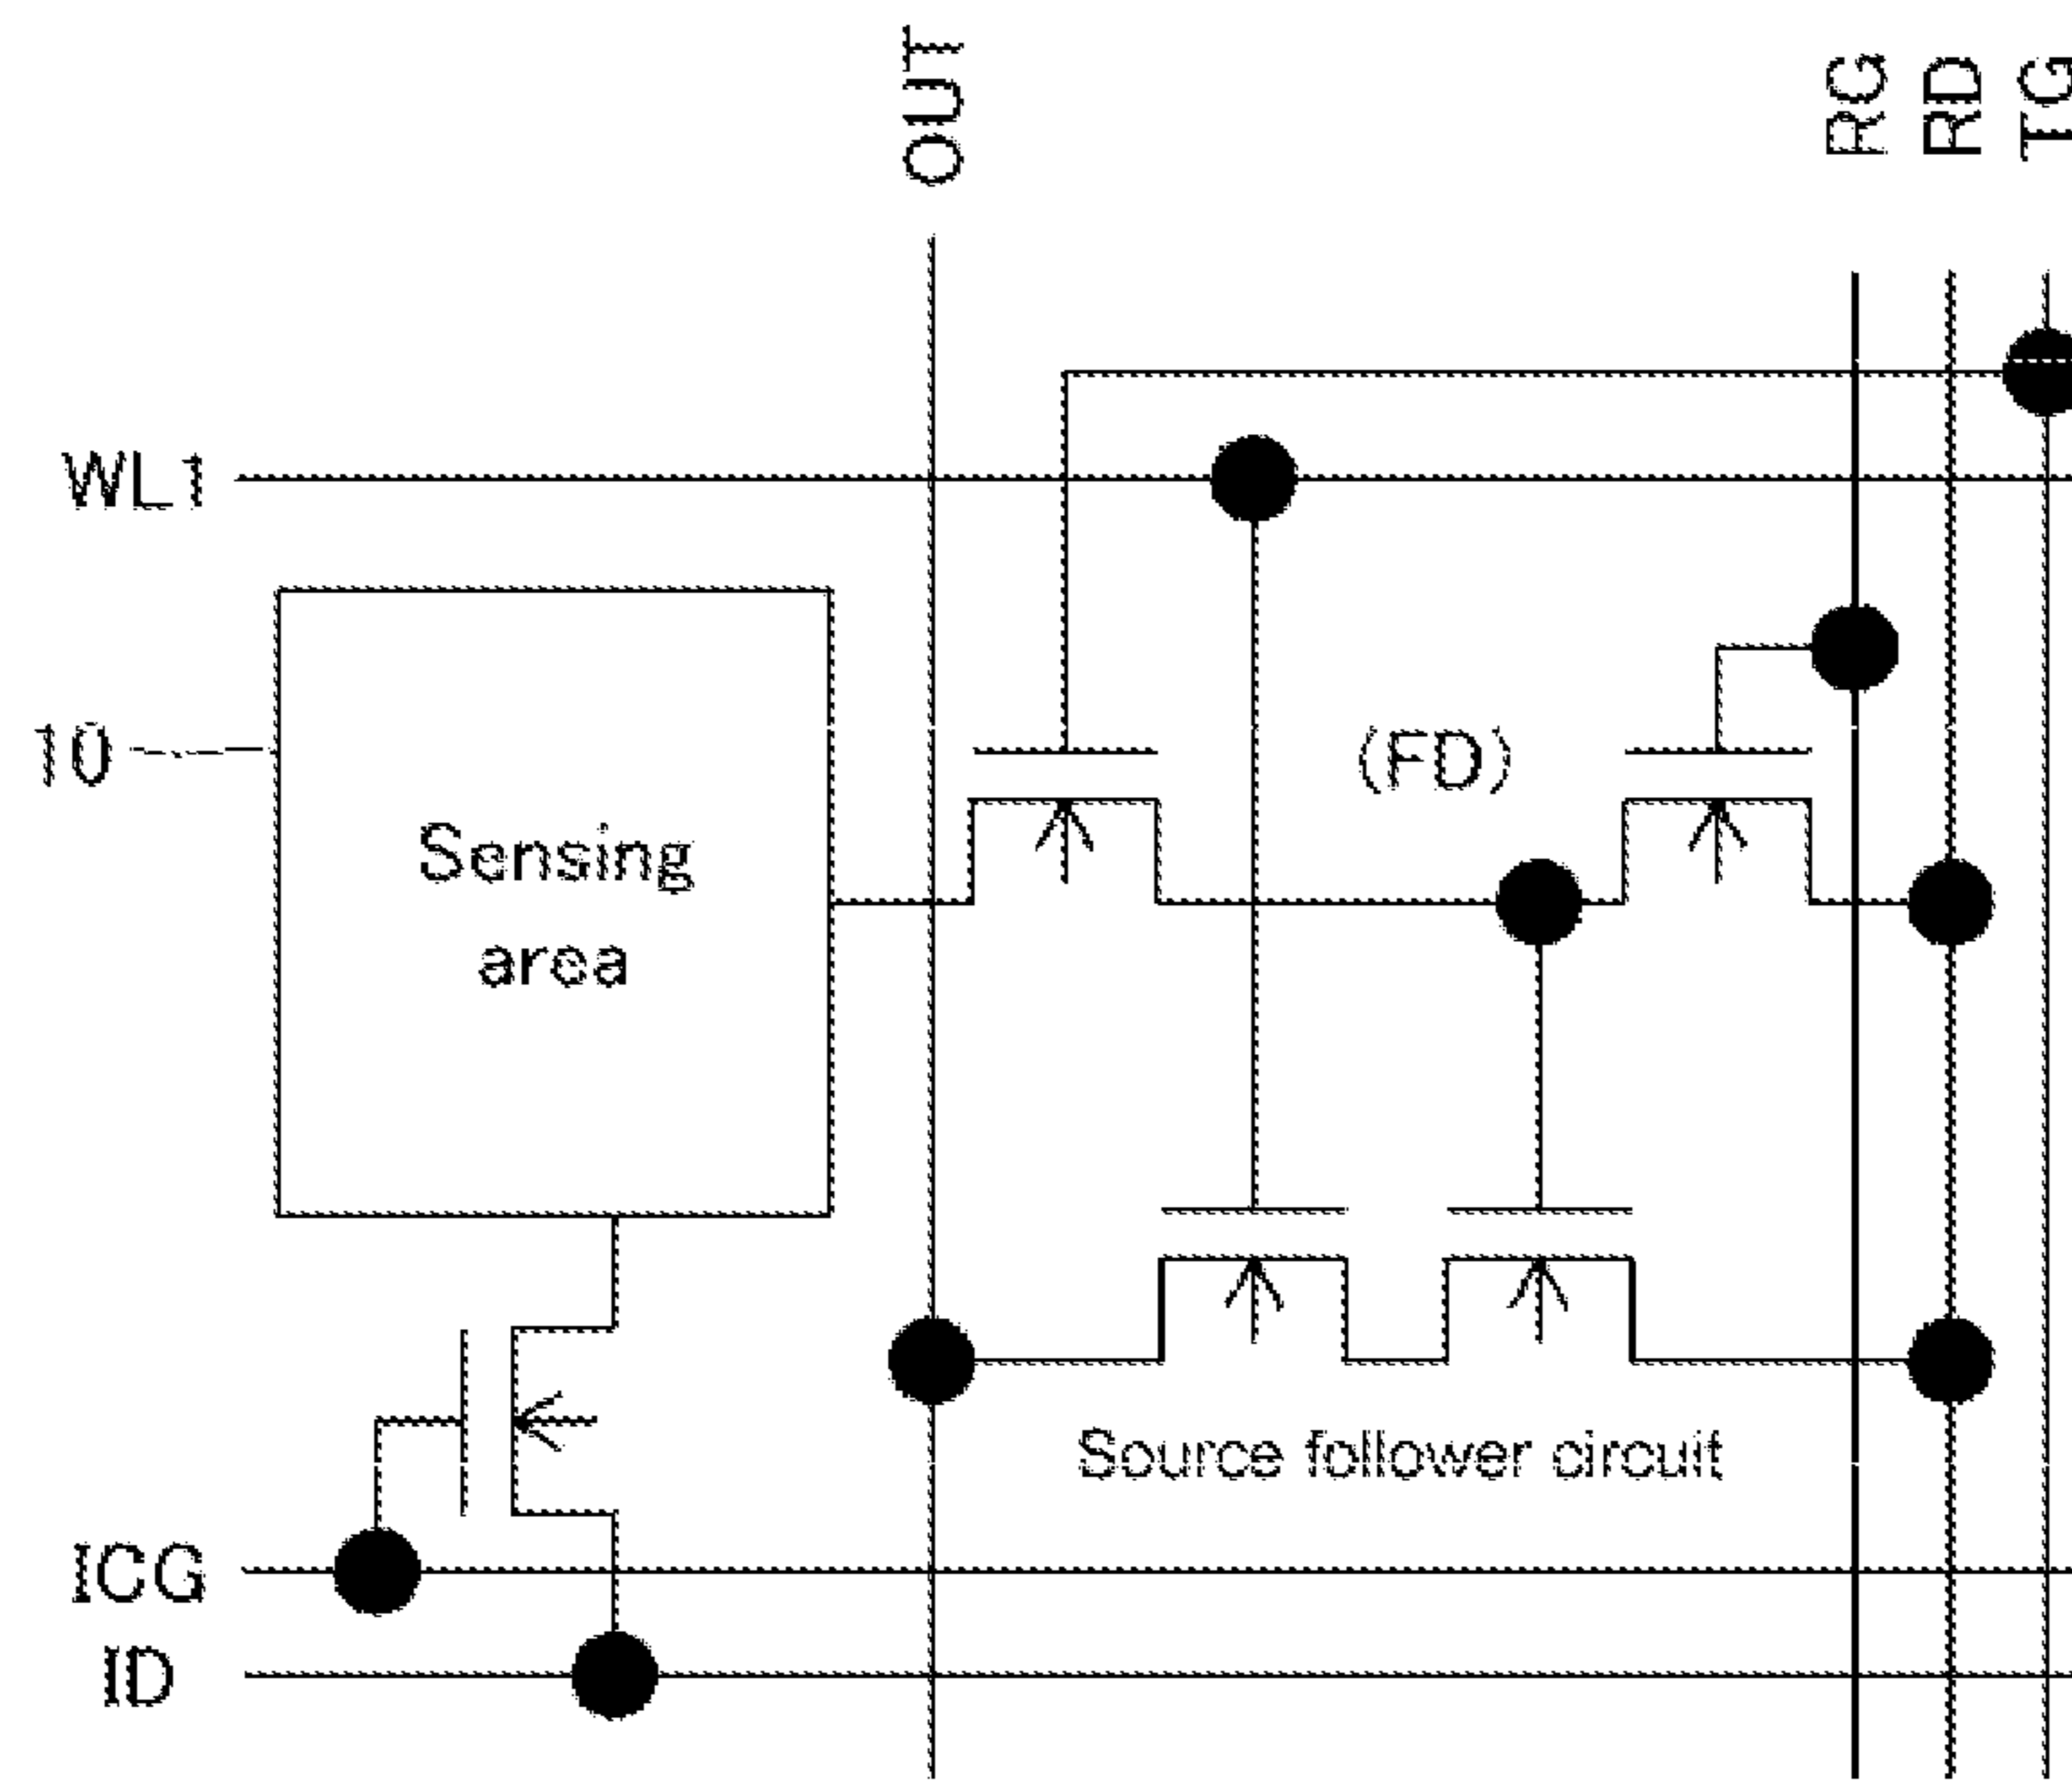 OUT
RG
RD
TG
WL1
10
(FD)
Sensing
area
Source follower circuit
ICG
ID